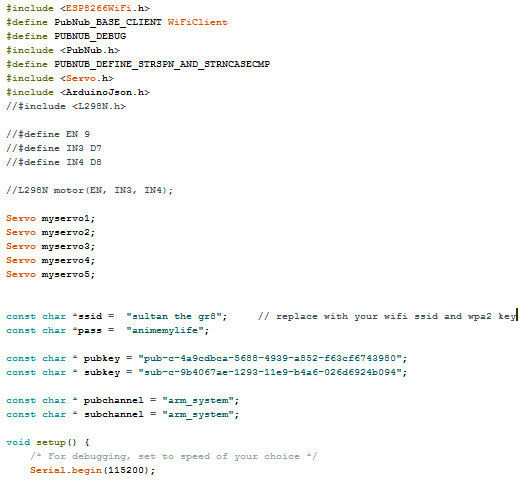 #include <ESP8266WiFi.h>
#define PubNub_BASE_CLIENT WiFiClient
#define PUBNUB_DEBUG
#include <PubNub.h>
#define PUBNUB_DEFINE_STRSPN_AND_STRNCASECMP
#include <Servo.h>
#include <ArduinoJson.h>
//#include <L298N.h>
//#define EN 9
//#define IN3 D7
//#define IN4 D8
//L298N motor(EN, IN3, IN4);
Servo myservo1;
Servo myservo2;
Servo myservo3;
Servo myservo4;
Servo myservo5;
const char *ssid =  "sultan the gr8";     // replace with your wifi ssid and wpa2 key
const char *pass =  "animemylife";
const char * pubkey = "pub-c-4a9cdbca-5688-4939-a852-f63cf6743980";
const char * subkey = "sub-c-9b4067ae-1293-11e9-b4a6-026d6924b094";
const char * pubchannel = "arm_system";
const char * subchannel = "arm_system";
void setup() {
    /* For debugging, set to speed of your choice */
    Serial.begin(115200);